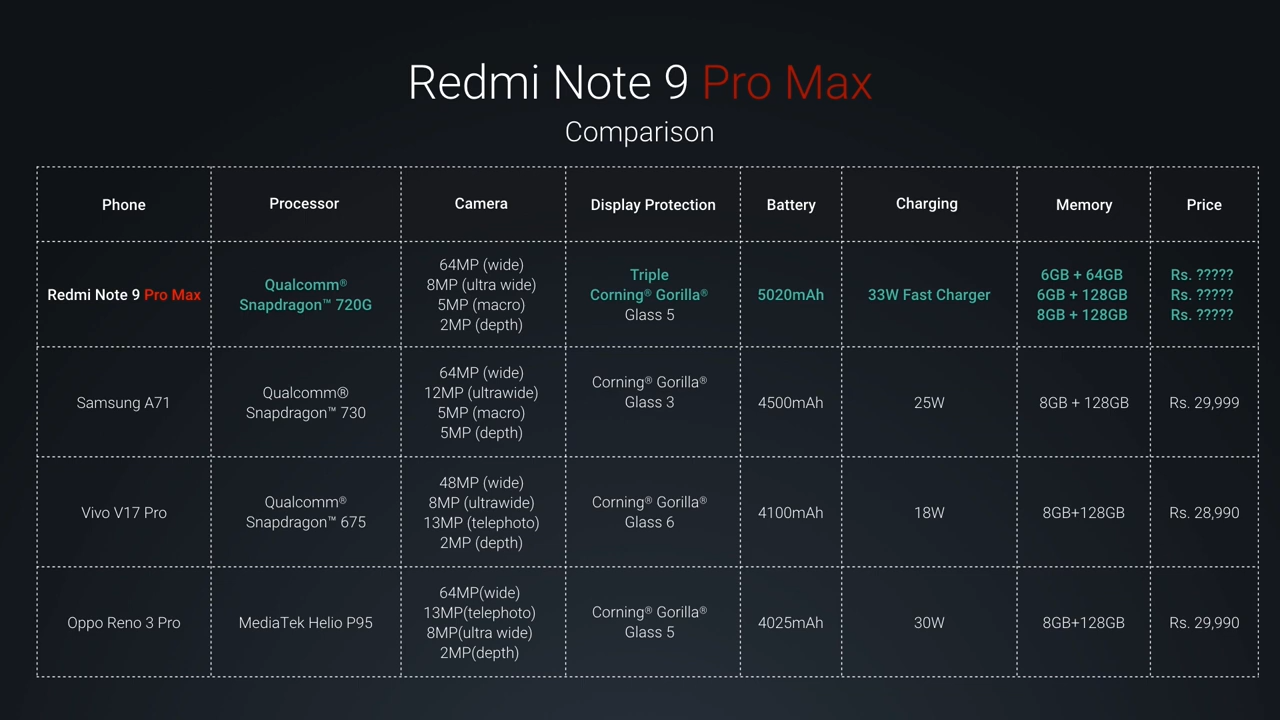 Redmi Note 9 Pro Max
Comparison
Phone
Processor
Camera
Display Protection
Battery
Charging
Memory
Price
Redmi Note 9 Pro Max
Qualcomm®
Snapdragon™ 720G
64MP (wide)
8MP (ultra wide)
5MP (macro)
2MP (depth)
Triple
Corning® Gorilla®
Glass 5
5020mAh
33W Fast Charger
6GB + 64GB
6GB + 128GB
8GB + 128GB
Rs. ?????
Rs. ?????
Rs. ?????
Samsung A71
Qualcomm®
Snapdragon™ 730
64MP (wide)
12MP (ultrawide)
5MP (macro)
5MP (depth)
Corning® Gorilla®
Glass 3
4500mAh
25W
8GB + 128GB
Rs. 29,999
Vivo V17 Pro
Qualcomm®
Snapdragon™ 675
48MP (wide)
8MP (ultrawide)
13MP (telephoto)
2MP (depth)
Corning® Gorilla®
Glass 6
4100mAh
18W
8GB+128GB
Rs. 28,990
Oppo Reno 3 Pro
MediaTek Helio P95
64MP(wide)
13MP(telephoto)
8MP(ultra wide)
2MP(depth)
Corning® Gorilla®
Glass 5
4025mAh
30W
8GB+128GB
Rs. 29,990